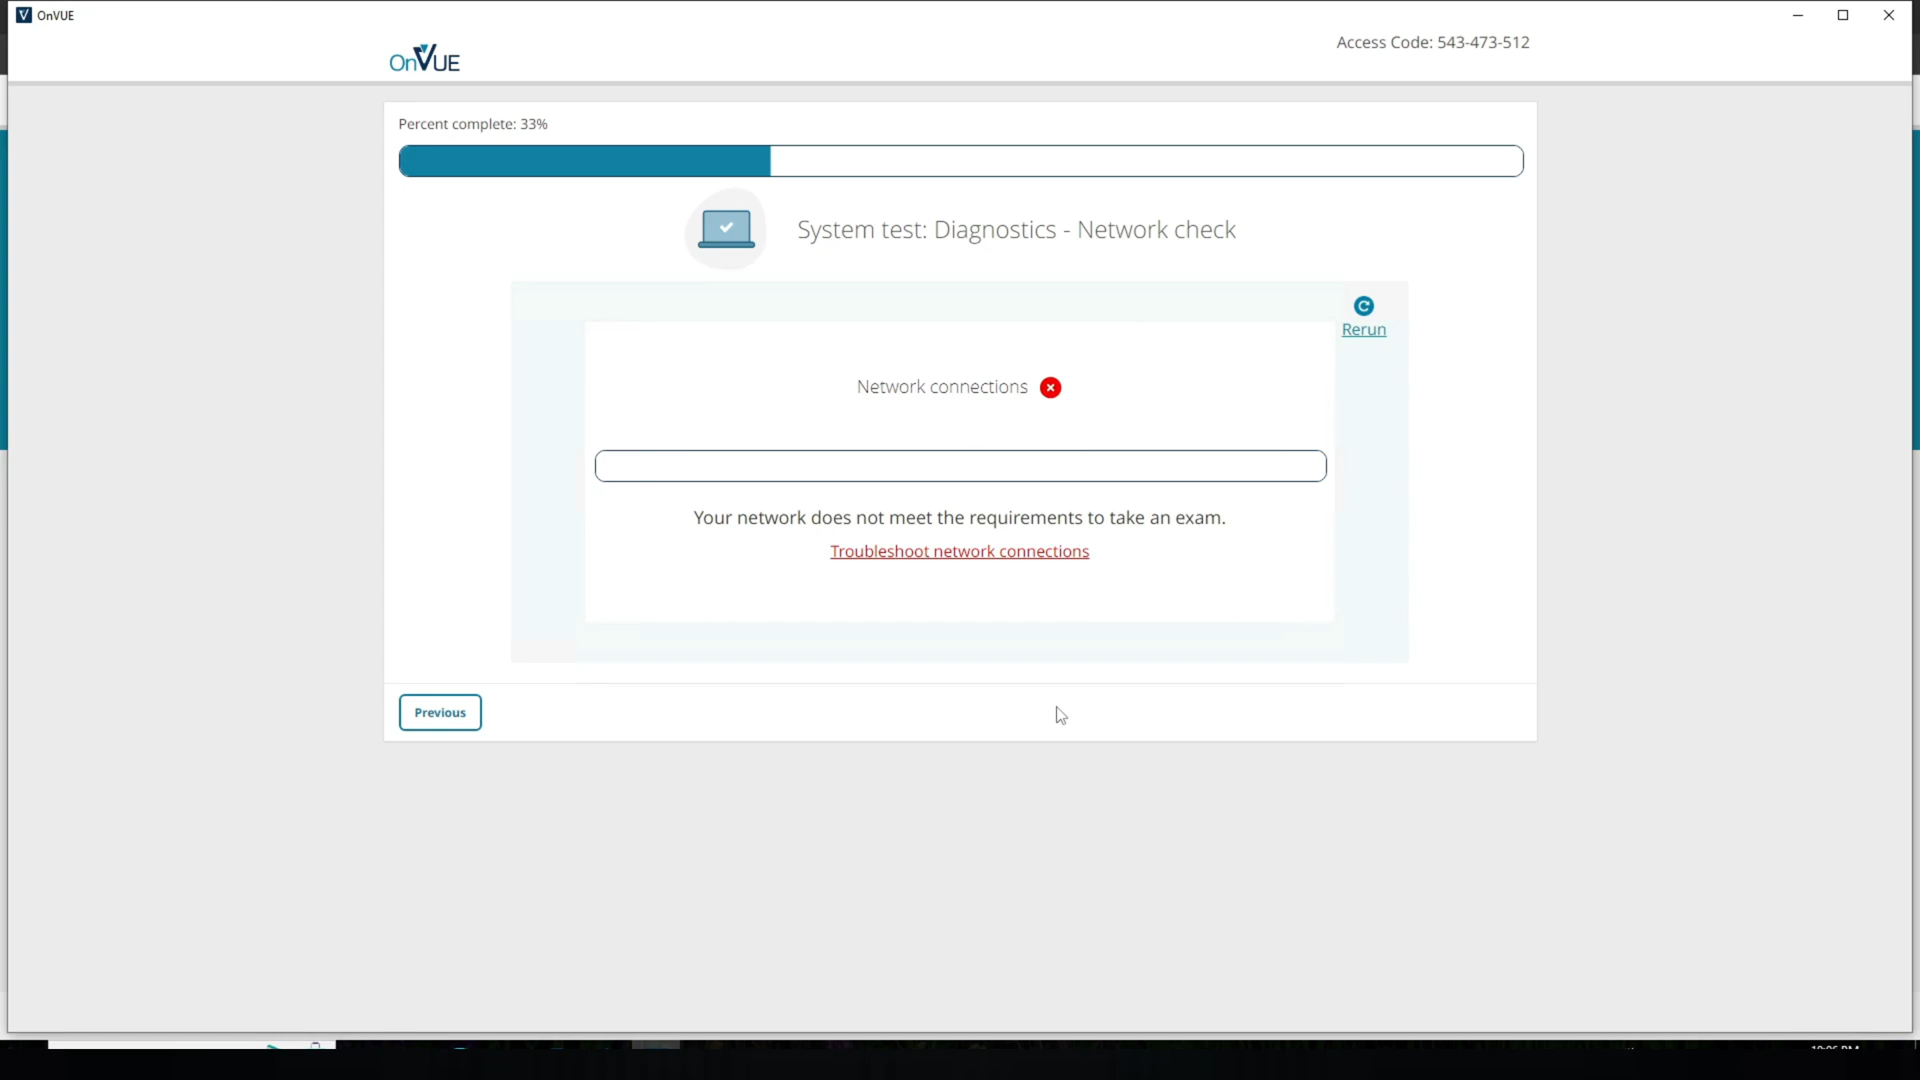 OnVUE
OnVUE
Access Code: 543-473-512
Percent complete: 33%
System test: Diagnostics - Network check
Rerun
Network connections
Your network does not meet the requirements to take an exam.
Troubleshoot network connections
Previous